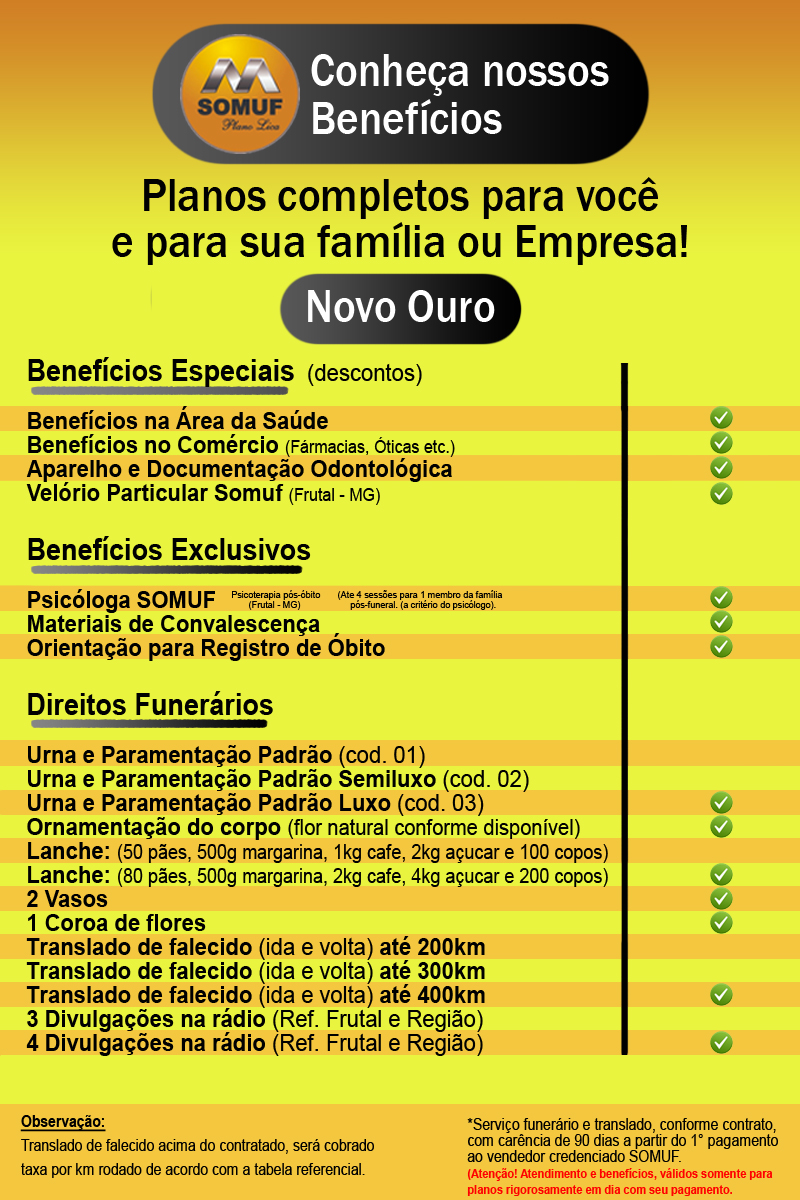 SOMUF
Plano Lica
Conheça nossos
Benefícios
Planos completos para você
e para sua família ou Empresa!
Novo Ouro
Benefícios Especiais (descontos)
Benefícios na Área da Saúde
Benefícios no Comércio (Fármacias, Óticas etc.)
Aparelho e Documentação Odontológica
Velório Particular Somuf (Frutal - MG)
Benefícios Exclusivos
Psicóloga SOMUF Psicoterapia pós-óbito (Ate 4 sessões para 1 membro da família
(Frutal - MG) pós-funeral. (a critério do psicólogo).
Materiais de Convalescença
Orientação para Registro de Óbito
Direitos Funerários
Urna e Paramentação Padrão (cod. 01)
Urna e Paramentação Padrão Semiluxo (cod. 02)
Urna e Paramentação Padrão Luxo (cod. 03)
Ornamentação do corpo (flor natural conforme disponível)
Lanche: (50 pães, 500g margarina, 1kg cafe, 2kg açucar e 100 copos)
Lanche: (80 pães, 500g margarina, 2kg cafe, 4kg açucar e 200 copos)
2 Vasos
1 Coroa de flores
Translado de falecido (ida e volta) até 200km
Translado de falecido (ida e volta) até 300km
Translado de falecido (ida e volta) até 400km
3 Divulgações na rádio (Ref. Frutal e Região)
4 Divulgações na rádio (Ref. Frutal e Região)
Observação:
Translado de falecido acima do contratado, será cobrado
taxa por km rodado de acordo com a tabela referencial.
*Serviço funerário e translado, conforme contrato,
com carência de 90 dias a partir do 1° pagamento
ao vendedor credenciado SOMUF.
(Atenção! Atendimento e benefícios, válidos somente para
planos rigorosamente em dia com seu pagamento.